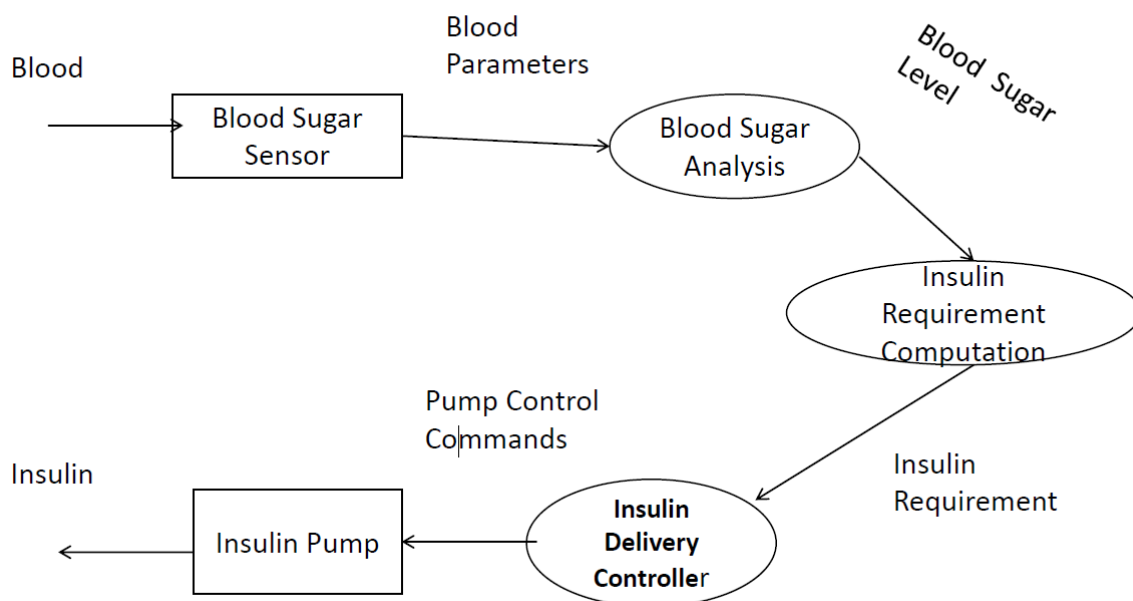 Blood
Parameters
Blood Sugar
Level
Blood
Blood Sugar
Sensor
Blood Sugar
Analysis
Insulin
Requirement
Computation
Pump Control
Commands
Insulin
Requirement
Insulin
Insulin Pump
Insulin
Delivery
Controller